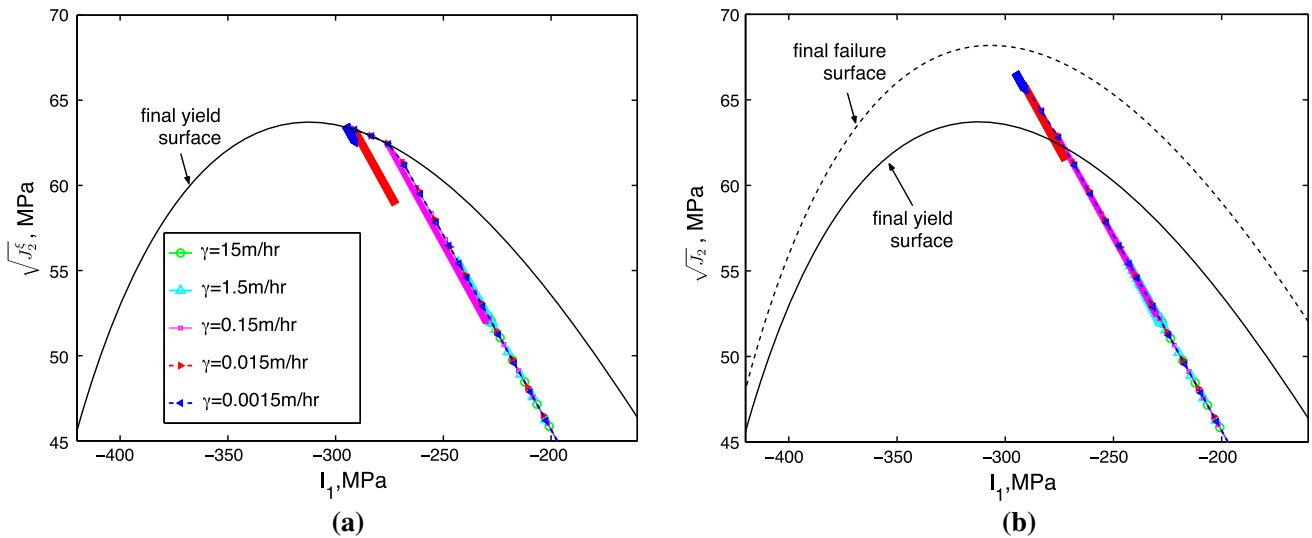 70
65
60
55
50
45
√J₂^ξ, MPa
final yield
surface
γ=15m/hr
γ=1.5m/hr
γ=0.15m/hr
γ=0.015m/hr
γ=0.0015m/hr
−400
−350
−300
−250
−200
I₁,MPa
(a)
70
65
60
55
50
45
√J₂, MPa
final failure
surface
final yield
surface
−400
−350
−300
−250
−200
I₁,MPa
(b)